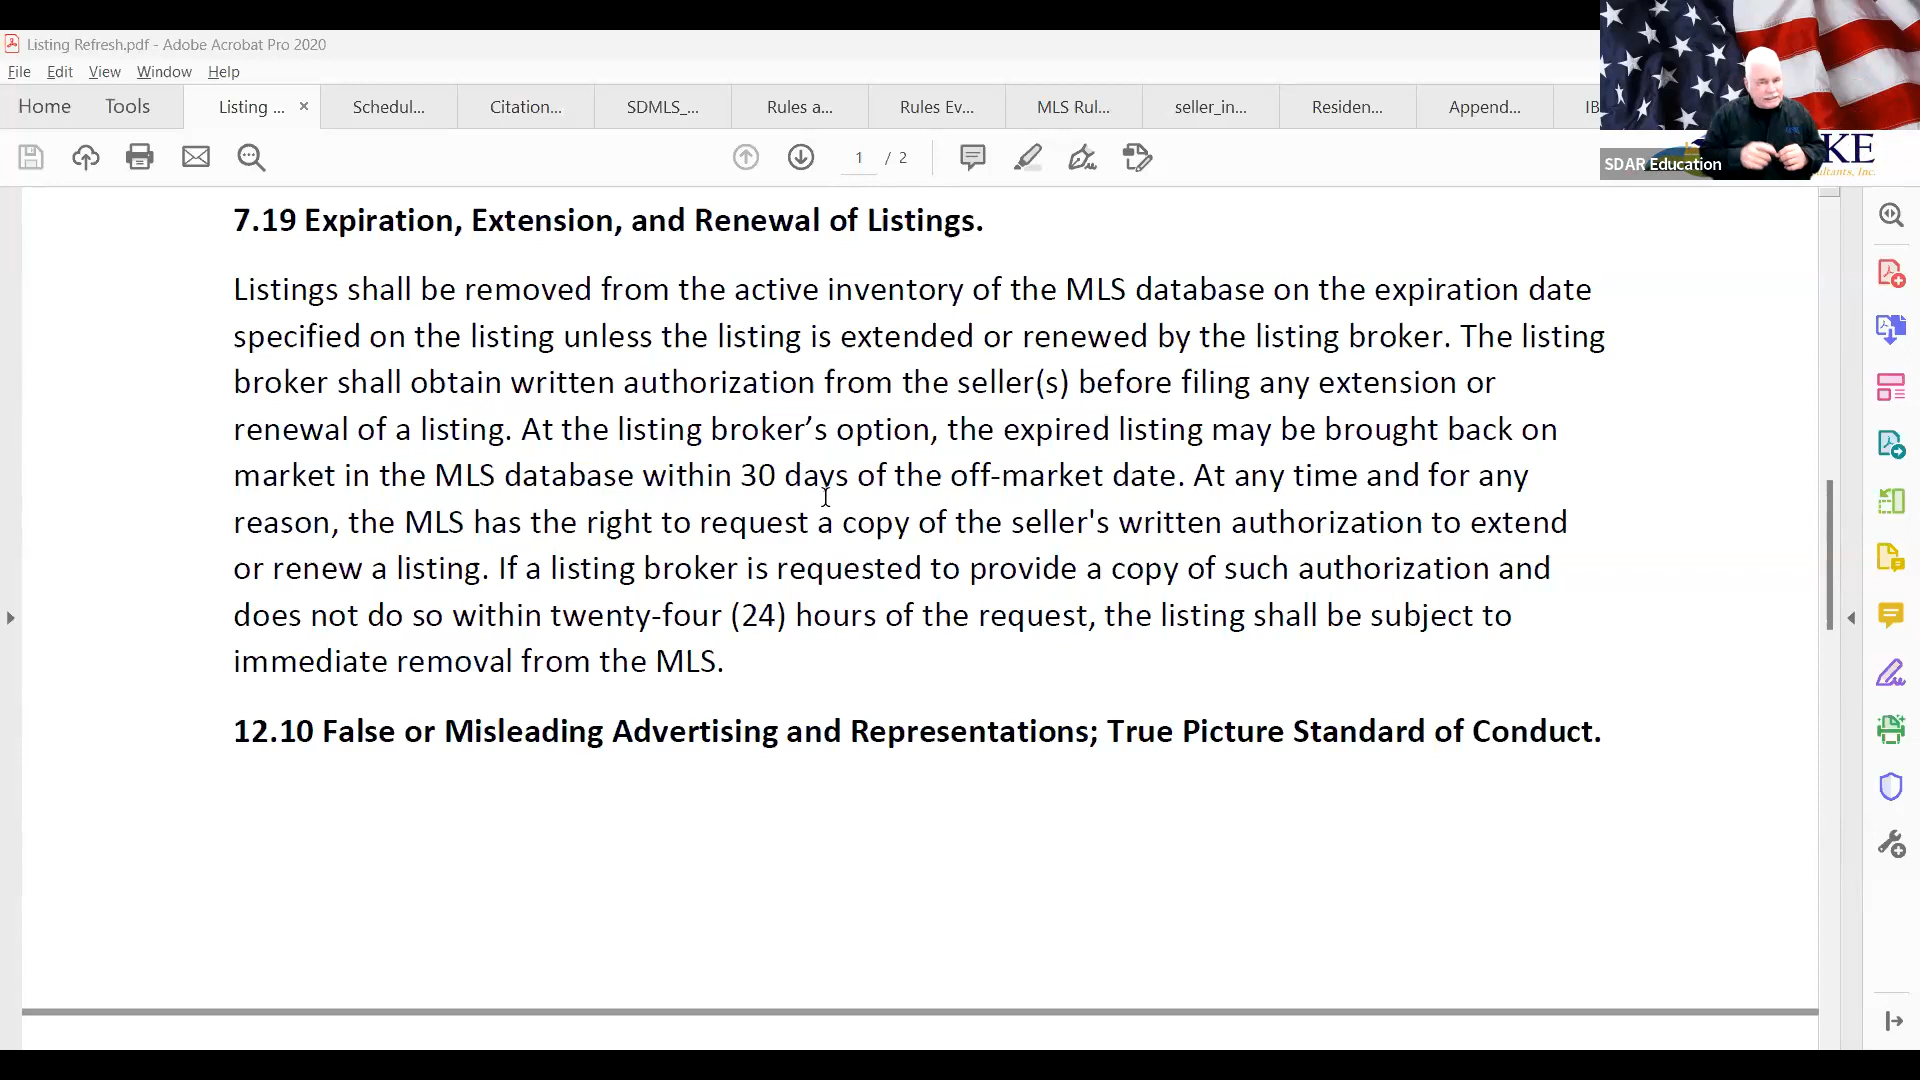 Listing Refresh.pdf - Adobe Acrobat Pro 2020
File Edit View Window Help
Home Tools Listing ... × Schedul... Citation... SDMLS_... Rules a... Rules Ev... MLS Rul... seller_in... Residen... Append... IB
1 / 2
KE
ultants, Inc.
SDAR Education
7.19 Expiration, Extension, and Renewal of Listings.
Listings shall be removed from the active inventory of the MLS database on the expiration date
specified on the listing unless the listing is extended or renewed by the listing broker. The listing
broker shall obtain written authorization from the seller(s) before filing any extension or
renewal of a listing. At the listing broker’s option, the expired listing may be brought back on
market in the MLS database within 30 days of the off-market date. At any time and for any
reason, the MLS has the right to request a copy of the seller's written authorization to extend
or renew a listing. If a listing broker is requested to provide a copy of such authorization and
does not do so within twenty-four (24) hours of the request, the listing shall be subject to
immediate removal from the MLS.
12.10 False or Misleading Advertising and Representations; True Picture Standard of Conduct.